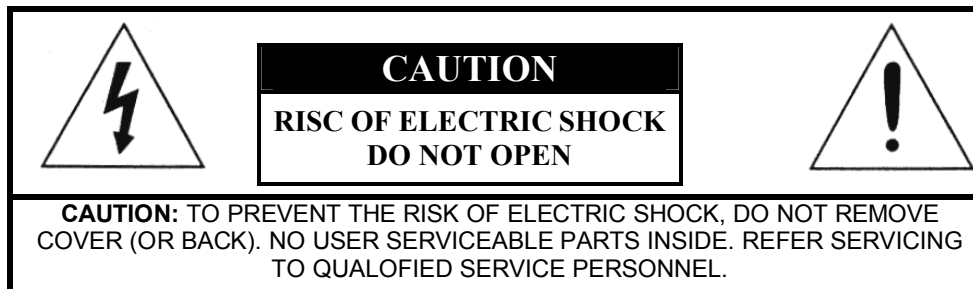 CAUTION
RISC OF ELECTRIC SHOCK
DO NOT OPEN
CAUTION: TO PREVENT THE RISK OF ELECTRIC SHOCK, DO NOT REMOVE
COVER (OR BACK). NO USER SERVICEABLE PARTS INSIDE. REFER SERVICING
TO QUALOFIED SERVICE PERSONNEL.